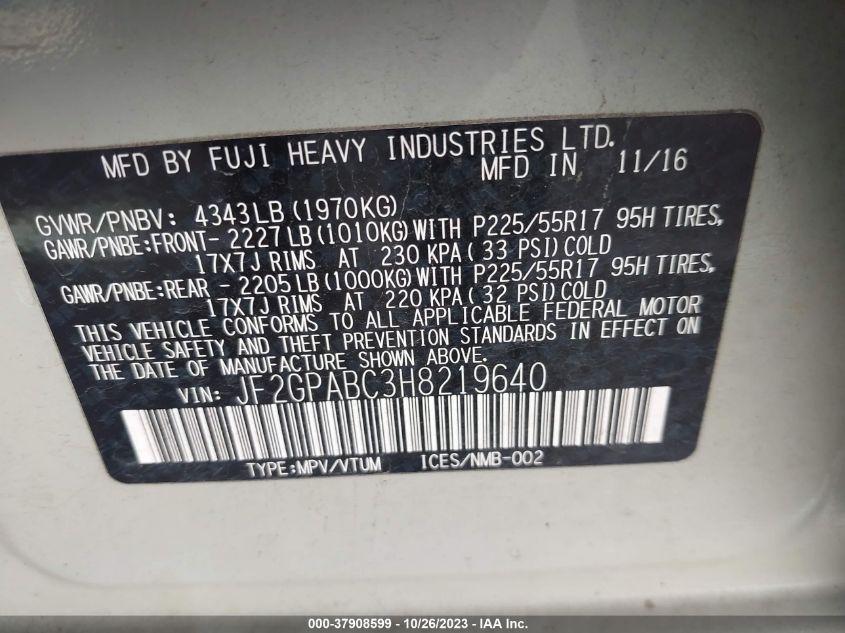 MFD BY FUJI HEAVY INDUSTRIES LTD.
MFD IN 11/16
GVWR/PNBV: 4343LB (1970KG)
GAWR/PNBE:FRONT- 2227LB(1010KG)WITH P225/55R17 95H TIRES,
17X7J RIMS AT 230 KPA( 33 PSI)COLD
GAWR/PNBE:REAR - 2205LB(1000KG)WITH P225/55R17 95H TIRES,
17X7J RIMS AT 220 KPA( 32 PSI)COLD
THIS VEHICLE CONFORMS TO ALL APPLICABLE FEDERAL MOTOR
VEHICLE SAFETY AND THEFT PREVENTION STANDARDS IN EFFECT ON
THE DATE OF MANUFACTURE SHOWN ABOVE.
VIN: JF2GPABC3H8219640
TYPE:MPV/VTUM ICES/NMB-002
000-37908599 - 10/26/2023 - IAA Inc.